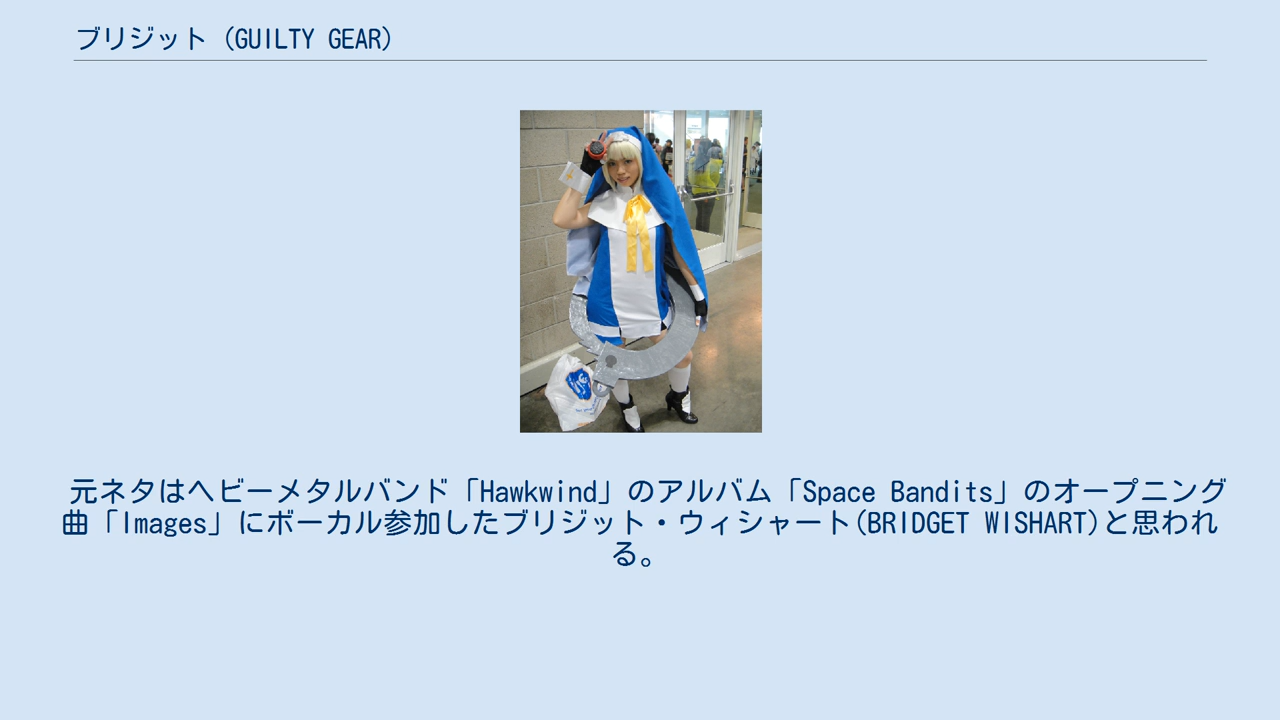 ブリジット (GUILTY GEAR)
元ネタはヘビーメタルバンド「Hawkwind」のアルバム「Space Bandits」のオープニング
曲「Images」にボーカル参加したブリジット・ウィシャート(BRIDGET WISHART)と思われ
る。